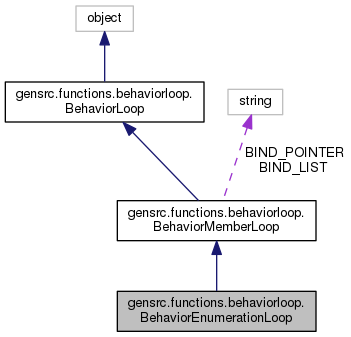 object
gensrc.functions.behaviorloop.
BehaviorLoop
string
BIND_POINTER
BIND_LIST
gensrc.functions.behaviorloop.
BehaviorMemberLoop
gensrc.functions.behaviorloop.
BehaviorEnumerationLoop